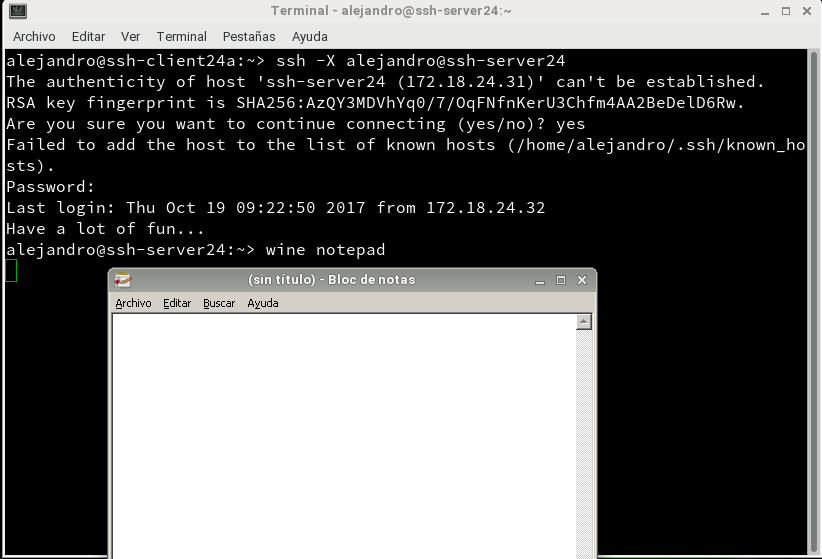 Terminal - alejandro@ssh-server24:~
Archivo Editar Ver Terminal Pestañas Ayuda
alejandro@ssh-client24a:~> ssh -X alejandro@ssh-server24
The authenticity of host 'ssh-server24 (172.18.24.31)' can't be established.
RSA key fingerprint is SHA256:AzQY3MDVhYq0/7/OqFNfnKerU3Chfm4AA2BeDelD6Rw.
Are you sure you want to continue connecting (yes/no)? yes
Failed to add the host to the list of known hosts (/home/alejandro/.ssh/known_ho
sts).
Password:
Last login: Thu Oct 19 09:22:50 2017 from 172.18.24.32
Have a lot of fun...
alejandro@ssh-server24:~> wine notepad
(sin título) - Bloc de notas
Archivo Editar Buscar Ayuda